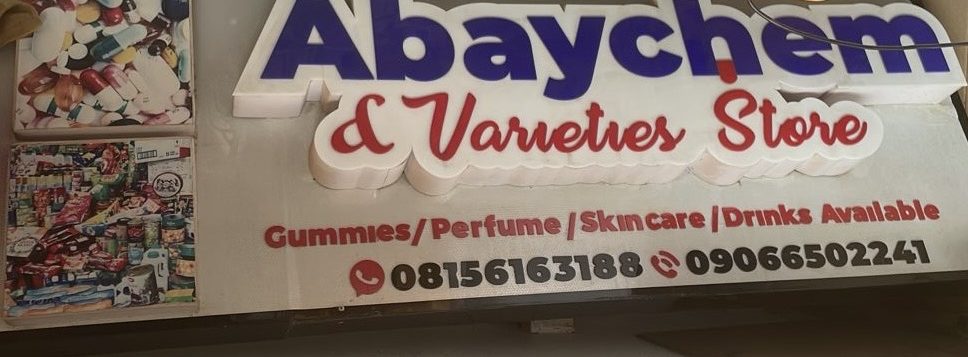 Abaychem
& Varieties Store
Gummies/Perfume/Skincare/Drinks Available
08156163188 09066502241